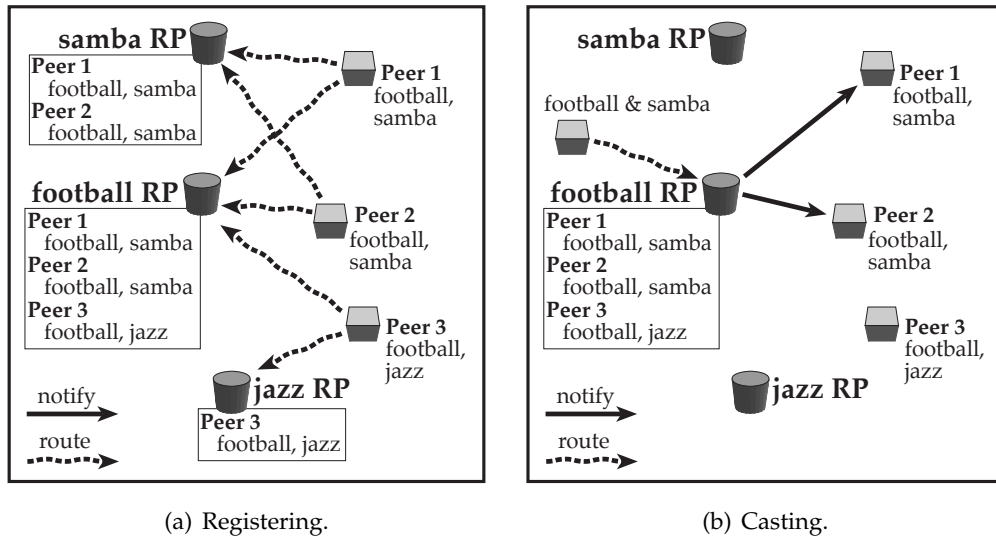 samba RP
Peer 1
football, samba
Peer 2
football, samba
Peer 1
football,
samba
football RP
Peer 1
football, samba
Peer 2
football, samba
Peer 3
football, jazz
Peer 2
football,
samba
Peer 3
football,
jazz
jazz RP
Peer 3
football, jazz
notify
route
(a) Registering.
samba RP
Peer 1
football,
samba
football & samba
football RP
Peer 1
football, samba
Peer 2
football, samba
Peer 3
football, jazz
Peer 2
football,
samba
Peer 3
football,
jazz
jazz RP
notify
route
(b) Casting.